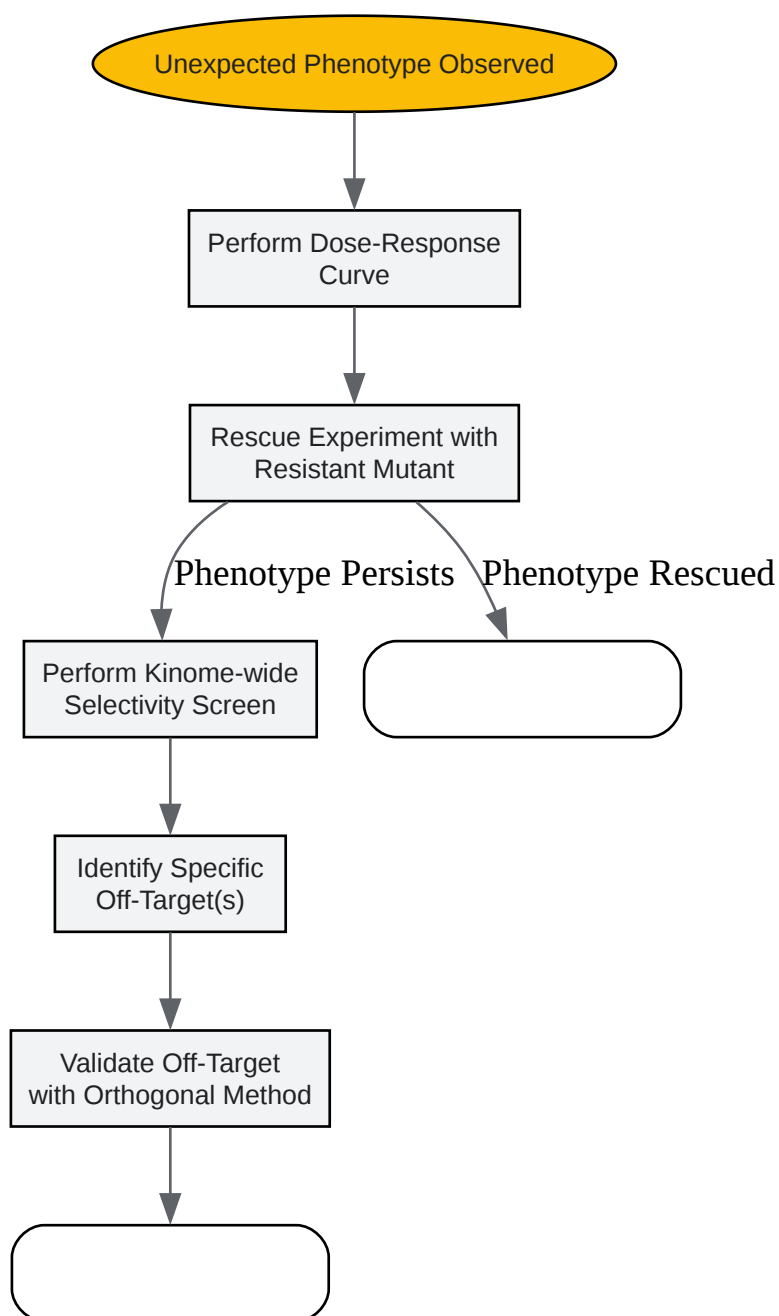 Unexpected Phenotype Observed
Perform Dose-Response
Curve
Rescue Experiment with
Resistant Mutant
Phenotype Persists
Phenotype Rescued
Perform Kinome-wide
Selectivity Screen
Identify Specific
Off-Target(s)
Validate Off-Target
with Orthogonal Method